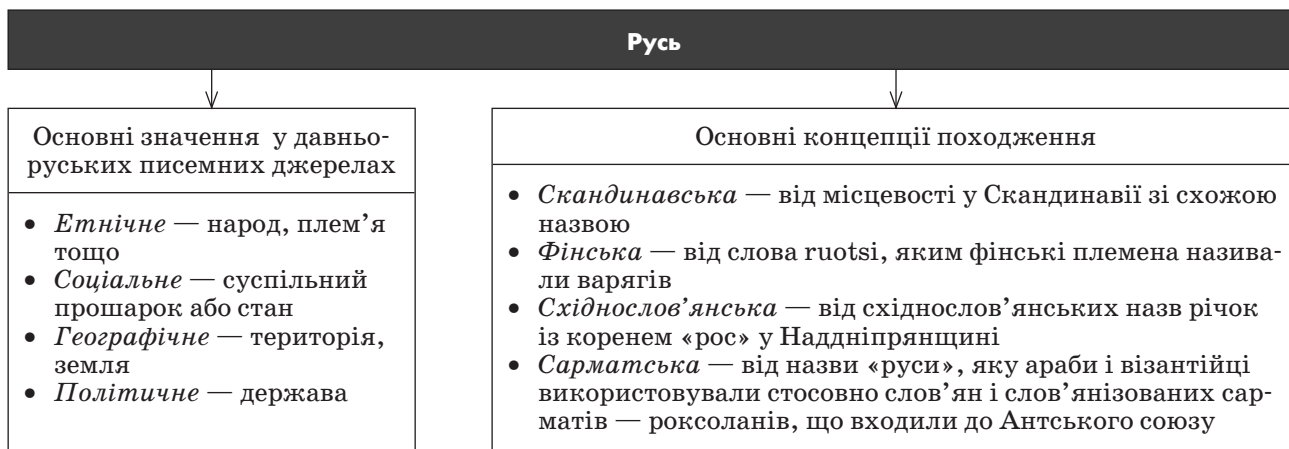 Русь
Основні значення у давньо-
руських писемних джерелах
• Етнічне — народ, плем’я
тощо
• Соціальне — суспільний
прошарок або стан
• Географічне — територія,
земля
• Політичне — держава
Основні концепції походження
• Скандинавська — від місцевості у Скандинавії зі схожою
назвою
• Фінська — від слова ruotsi, яким фінські племена назива-
ли варягів
• Східнослов’янська — від східнослов’янських назв річок
із коренем «рос» у Наддніпрянщині
• Сарматська — від назви «руси», яку араби і візантійці
використовували стосовно слов’ян і слов’янізованих сар-
матів — роксоланів, що входили до Антського союзу